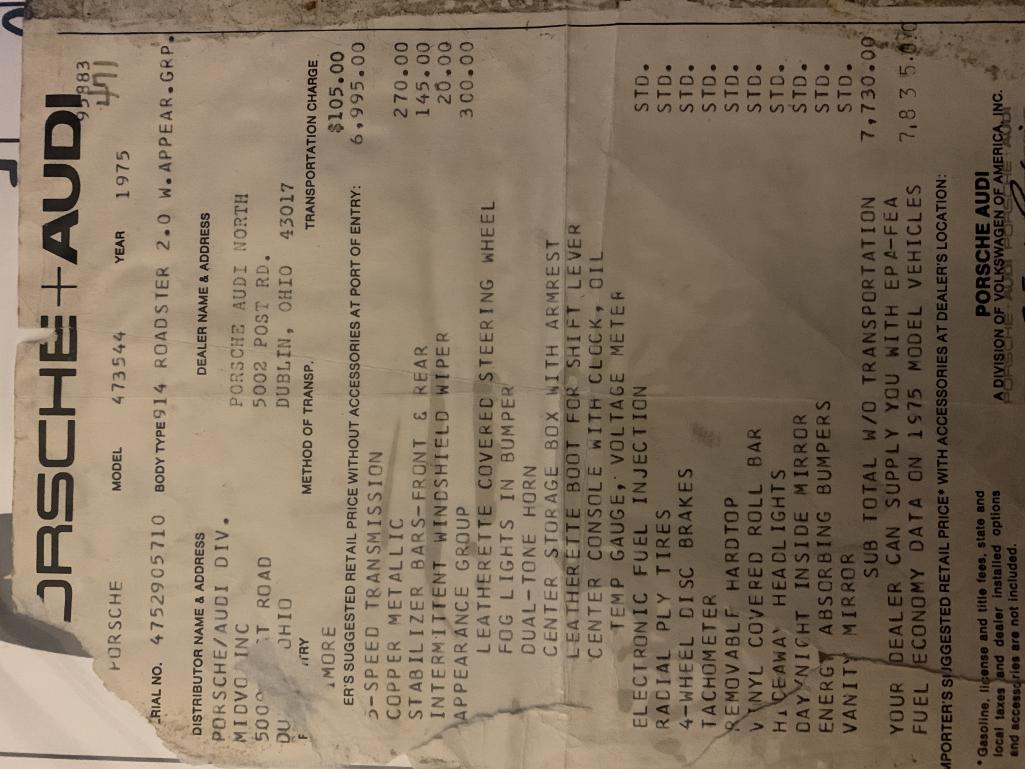 ORSCHE+AUDI
95883
PORSCHE MODEL 473544 YEAR 1975
RIAL NO. 4752905710 BODY TYPE 914 ROADSTER 2.0 W.APPEAR.GRP.
DISTRIBUTOR NAME & ADDRESS DEALER NAME & ADDRESS
PORSCHE/AUDI DIV. PORSCHE AUDI NORTH
MIDVO INC 5002 POST RD.
ROAD DUBLIN, OHIO 43017
DU OHIO
TRY METHOD OF TRANSP. TRANSPORTATION CHARGE
MORE $105.00
ER'S SUGGESTED RETAIL PRICE WITHOUT ACCESSORIES AT PORT OF ENTRY: 6,995.00
5-SPEED TRANSMISSION
COPPER METALLIC 270.00
STABILIZER BARS-FRONT & REAR 145.00
INTERMITTENT WINDSHIELD WIPER 20.00
APPEARANCE GROUP 300.00
LEATHERETTE COVERED STEERING WHEEL
FOG LIGHTS IN BUMPER
DUAL-TONE HORN
CENTER STORAGE BOX WITH ARMREST
LEATHERETTE BOOT FOR SHIFT LEVER
CENTER CONSOLE WITH CLOCK, OIL
TEMP GAUGE, VOLTAGE METER
ELECTRONIC FUEL INJECTION STD.
RADIAL PLY TIRES STD.
4-WHEEL DISC BRAKES STD.
TACHOMETER STD.
REMOVABLE HARDTOP STD.
VINYL COVERED ROLL BAR STD.
HIDEAWAY HEADLIGHTS STD.
DAY/NIGHT INSIDE MIRROR STD.
ENERGY ABSORBING BUMPERS STD.
VANITY MIRROR STD.
SUB TOTAL W/O TRANSPORTATION 7,730.00
YOUR DEALER CAN SUPPLY YOU WITH EPA-FEA
FUEL ECONOMY DATA ON 1975 MODEL VEHICLES 7,835.00
MPORTER'S SUGGESTED RETAIL PRICE* WITH ACCESSORIES AT DEALER'S LOCATION:
* Gasoline, license and title fees, state and
local taxes and dealer installed options
and accessories are not included.
PORSCHE AUDI
A DIVISION OF VOLKSWAGEN OF AMERICA, INC.